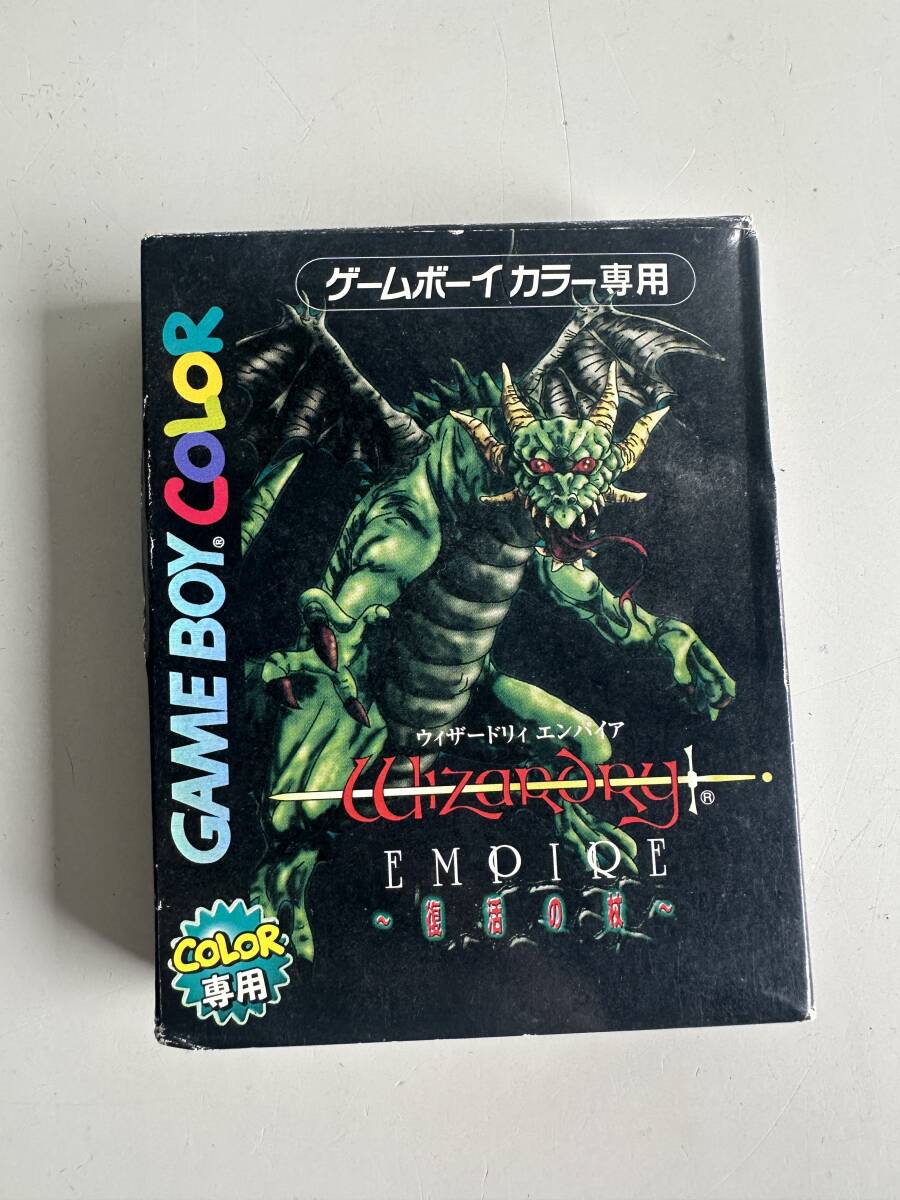 ゲームボーイ カラー専用
GAME BOY® COLOR
ウィザードリィ エンパイア
Wizardry®
EMPIRE
~復活の杖~
COLOR
専用